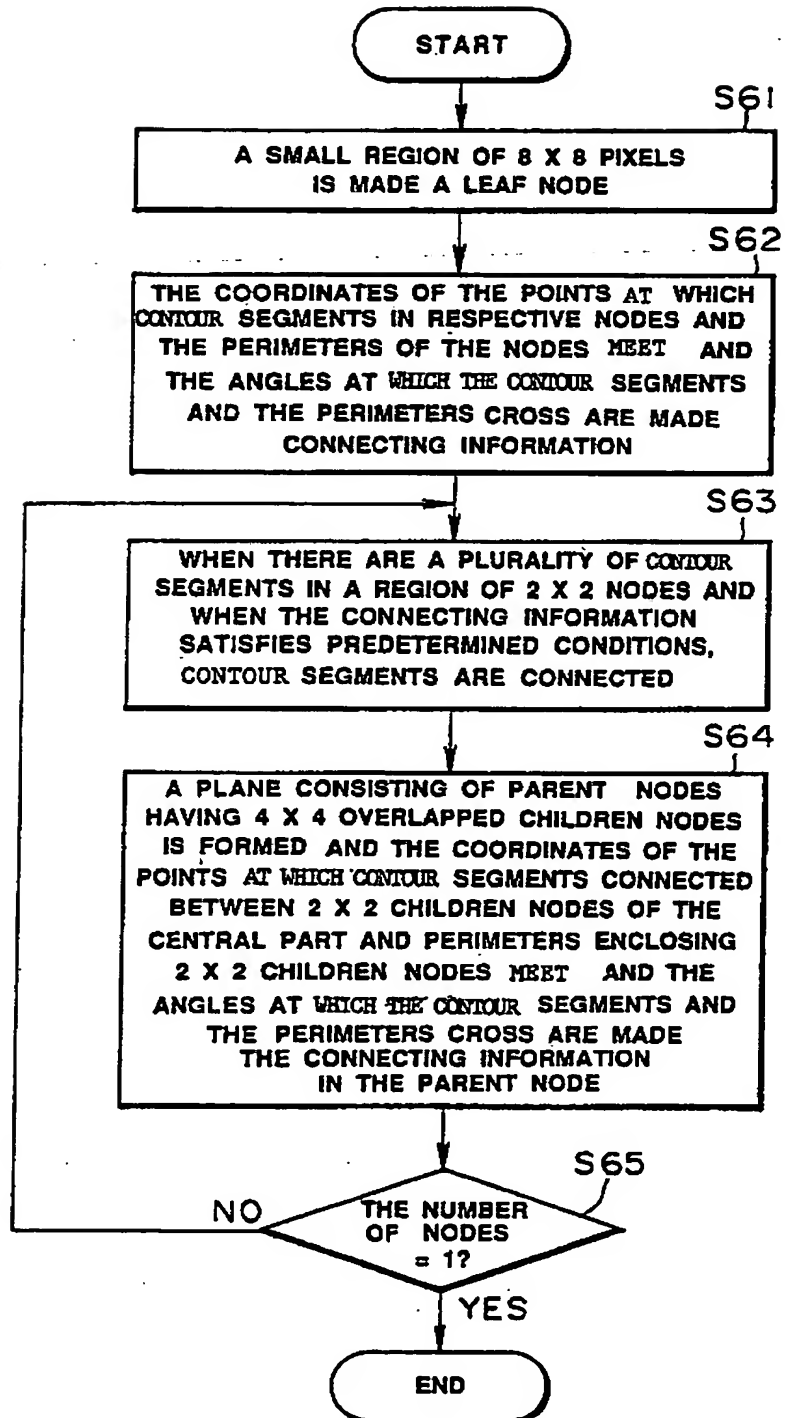 START
S61
A SMALL REGION OF 8 X 8 PIXELS
IS MADE A LEAF NODE
S62
THE COORDINATES OF THE POINTS AT WHICH
CONTOUR SEGMENTS IN RESPECTIVE NODES AND
THE PERIMETERS OF THE NODES MEET AND
THE ANGLES AT WHICH THE CONTOUR SEGMENTS
AND THE PERIMETERS CROSS ARE MADE
CONNECTING INFORMATION
S63
WHEN THERE ARE A PLURALITY OF CONTOUR
SEGMENTS IN A REGION OF 2 X 2 NODES AND
WHEN THE CONNECTING INFORMATION
SATISFIES PREDETERMINED CONDITIONS,
CONTOUR SEGMENTS ARE CONNECTED
S64
A PLANE CONSISTING OF PARENT NODES
HAVING 4 X 4 OVERLAPPED CHILDREN NODES
IS FORMED AND THE COORDINATES OF THE
POINTS AT WHICH CONTOUR SEGMENTS CONNECTED
BETWEEN 2 X 2 CHILDREN NODES OF THE
CENTRAL PART AND PERIMETERS ENCLOSING
2 X 2 CHILDREN NODES MEET AND THE
ANGLES AT WHICH THE CONTOUR SEGMENTS AND
THE PERIMETERS CROSS ARE MADE
THE CONNECTING INFORMATION
IN THE PARENT NODE
S65
NO
THE NUMBER
OF NODES
= 1?
YES
END